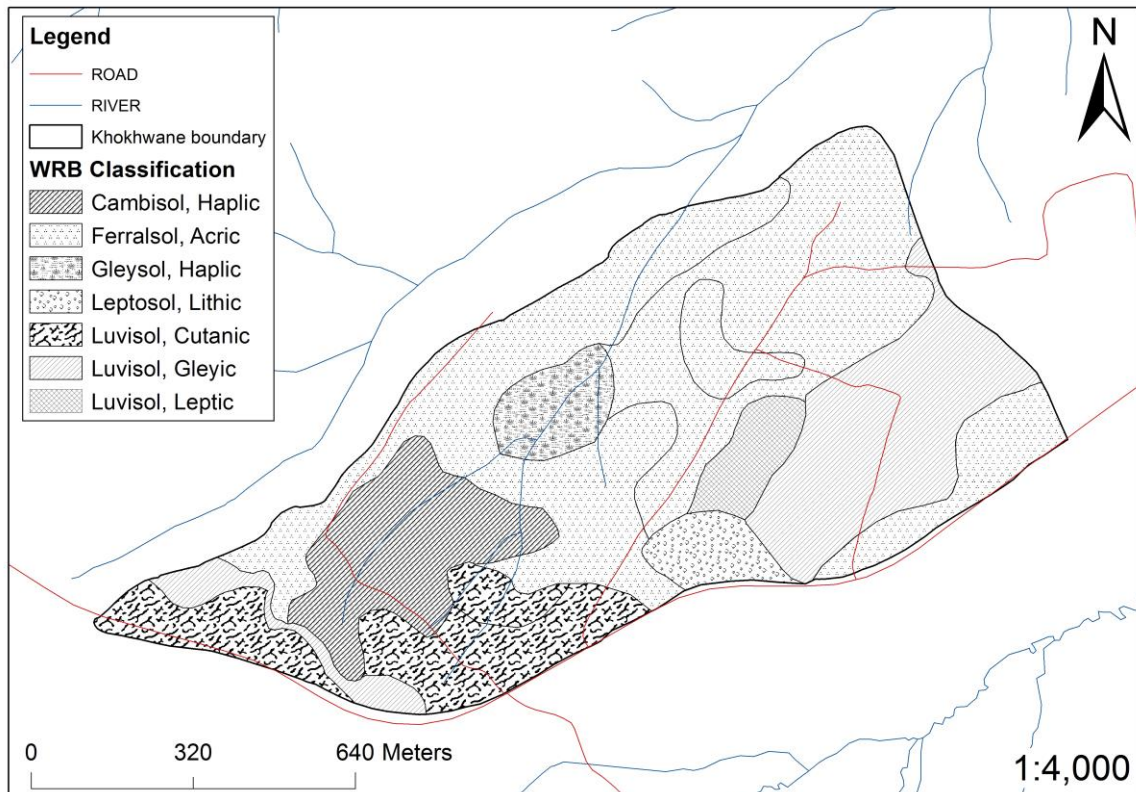 Legend
ROAD
RIVER
Khokhwane boundary
WRB Classification
Cambisol, Haplic
Ferralsol, Acric
Gleysol, Haplic
Leptosol, Lithic
Luvisol, Cutanic
Luvisol, Gleyic
Luvisol, Leptic
N
0 320 640 Meters
1:4,000